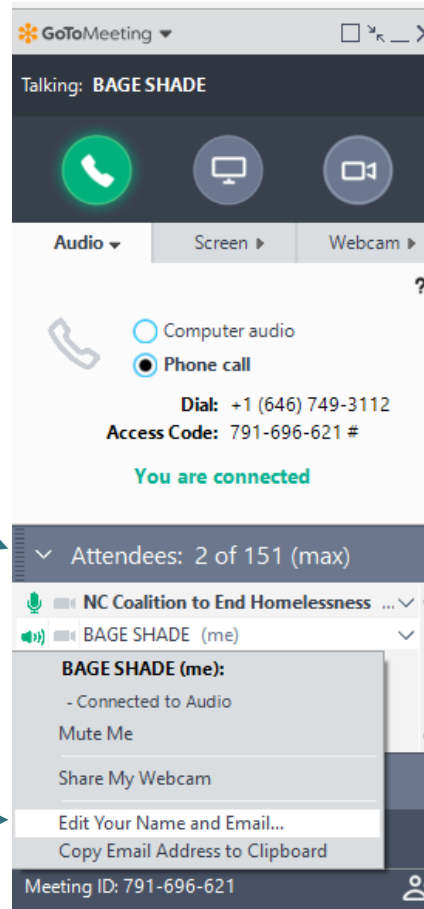 GoToMeeting
Talking: BAGE SHADE
Audio Screen Webcam
?
Computer audio
Phone call
Dial: +1 (646) 749-3112
Access Code: 791-696-621 #
You are connected
Attendees: 2 of 151 (max)
NC Coalition to End Homelessness ...
BAGE SHADE (me)
BAGE SHADE (me):
- Connected to Audio
Mute Me
Share My Webcam
Edit Your Name and Email...
Copy Email Address to Clipboard
Meeting ID: 791-696-621